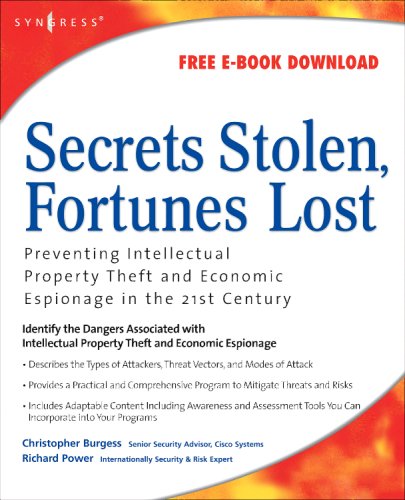 SYNGRESS®
FREE E-BOOK DOWNLOAD
Secrets Stolen,
Fortunes Lost
Preventing Intellectual
Property Theft and Economic
Espionage in the 21st Century
Identify the Dangers Associated with
Intellectual Property Theft and Economic Espionage
• Describes the Types of Attackers, Threat Vectors, and Modes of Attack
• Provides a Practical and Comprehensive Program to Mitigate Threats and Risks
• Includes Adaptable Content Including Awareness and Assessment Tools You Can
Incorporate into Your Programs
Christopher Burgess Senior Security Advisor, Cisco Systems
Richard Power Internationally Security & Risk Expert